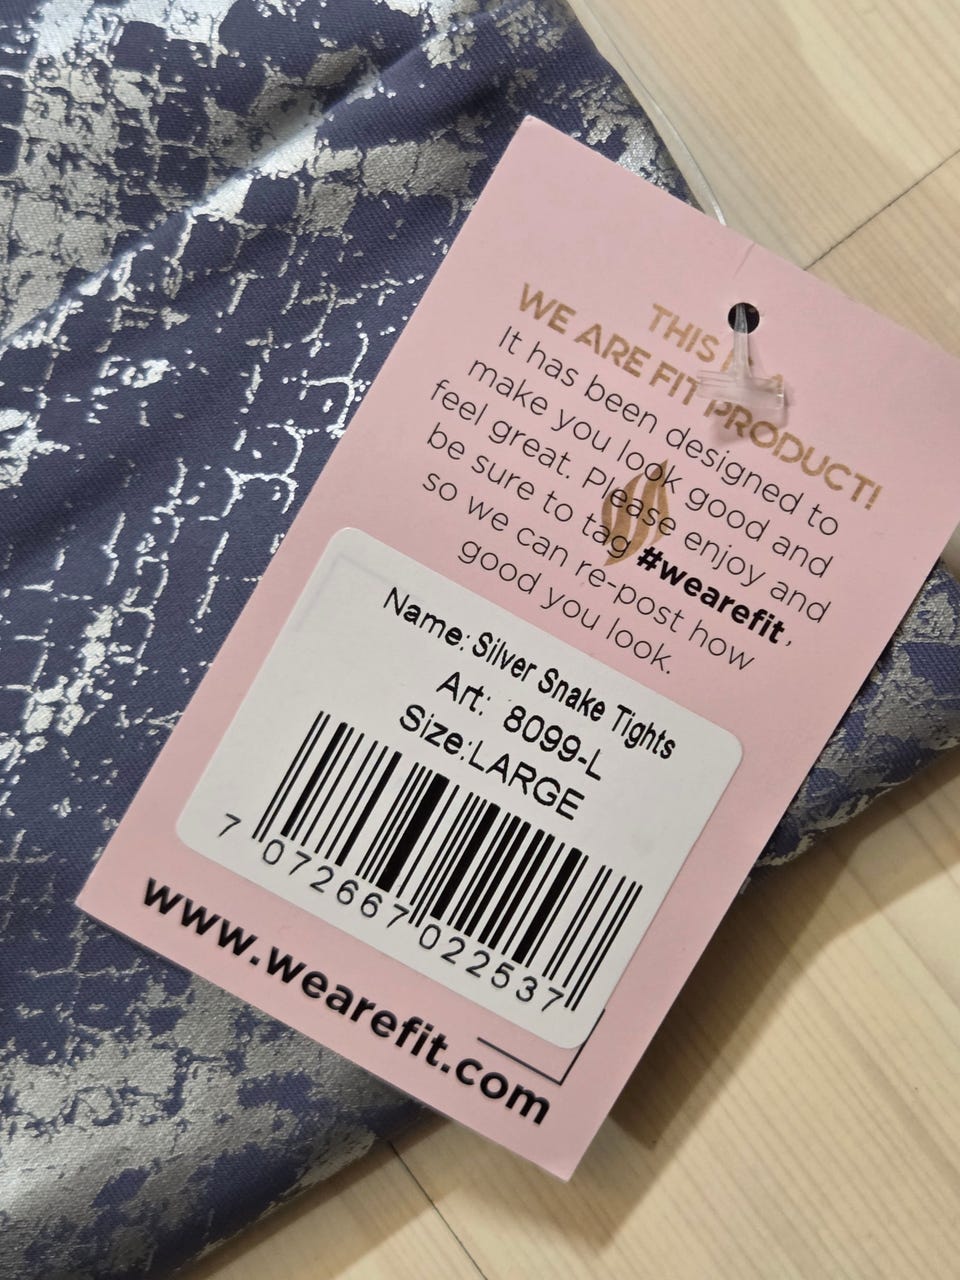 THIS
WE ARE FIT PRODUCT!
It has been designed to
make you look good and
feel great. Please enjoy and
be sure to tag #wearefit,
so we can re-post how
good you look.
Name: Silver Snake Tights
Art: 8099-L
Size:LARGE
7 072667 022537
www.wearefit.com